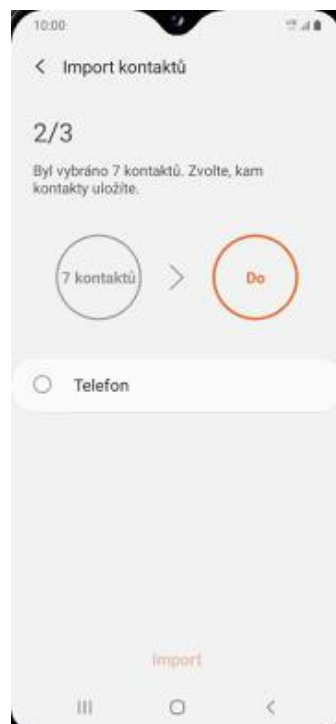 10:00
Import kontaktů
2/3
Byl vybráno 7 kontaktů. Zvolte, kam
kontakty uložíte.
7 kontaktů
Do
Telefon
Import